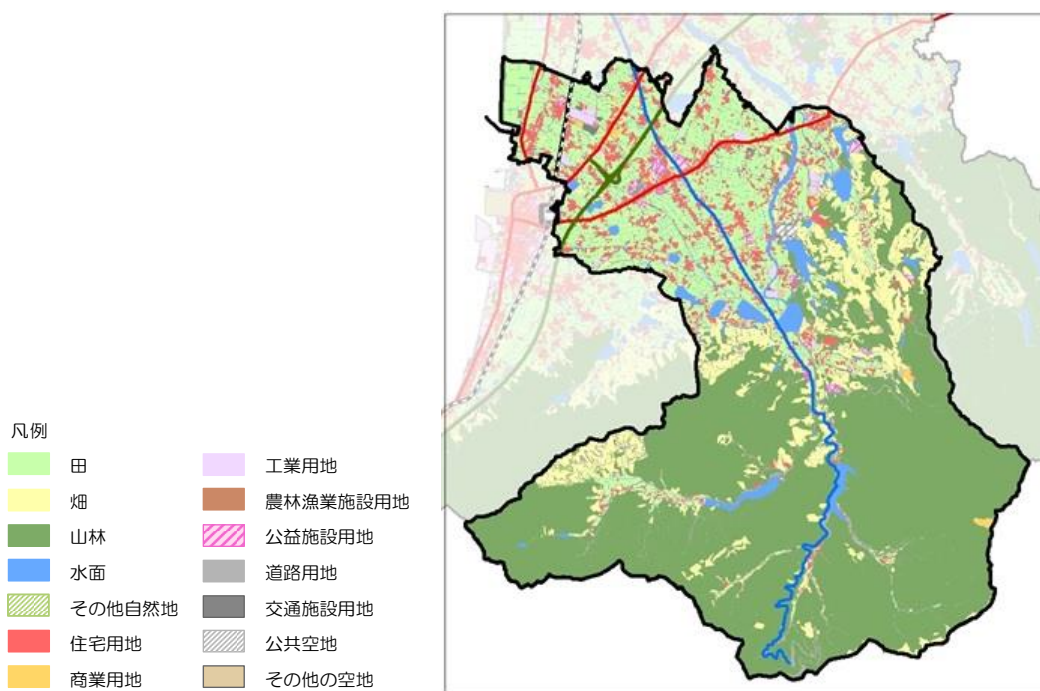 凡例
田
畑
山林
水面
その他自然地
住宅用地
商業用地
工業用地
農林漁業施設用地
公益施設用地
道路用地
交通施設用地
公共空地
その他の空地